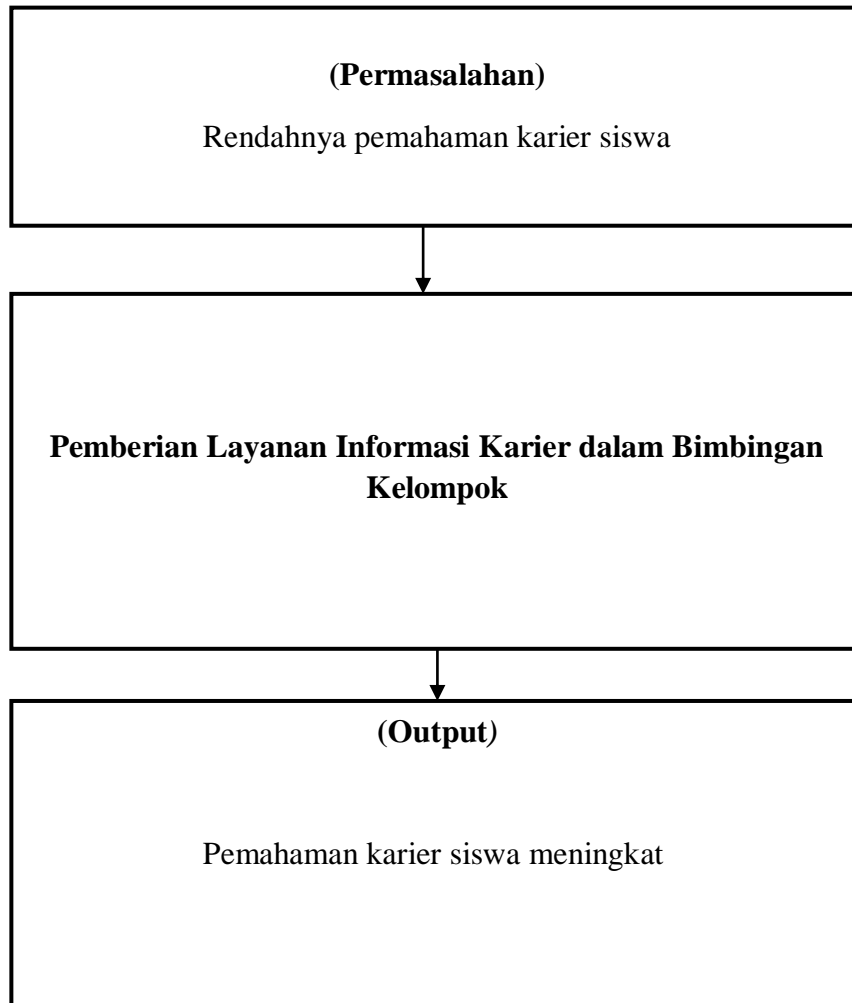 (Permasalahan)
Rendahnya pemahaman karier siswa
Pemberian Layanan Informasi Karier dalam Bimbingan
Kelompok
(Output)
Pemahaman karier siswa meningkat